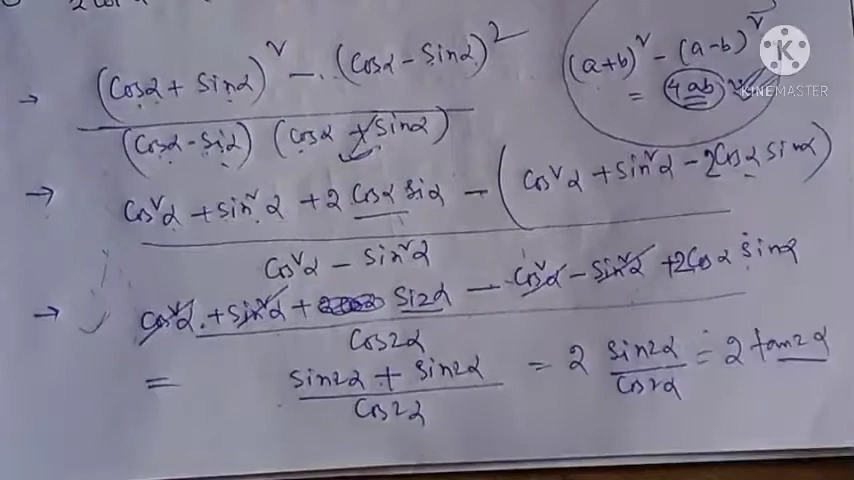 (Cosα + Sinα)² − (Cosα − Sinα)²
(Cosα - Sinα) (Cosα + Sinα)
(a+b)² − (a−b)²
= 4ab
KINEMASTER
→ Cos²α + Sin²α + 2 Cosα Siα − (Cos²α + Sin²α − 2Cosα Sinα)
Cos²α − Sin²α
→ Cos²α + Sin²α + Si2α − Cos²α − Sin²α + 2Cosα Sinα
Cos2α
= Sin2α + Sin2α = 2 Sin2α = 2 tan2α
Cos2α Cos2α